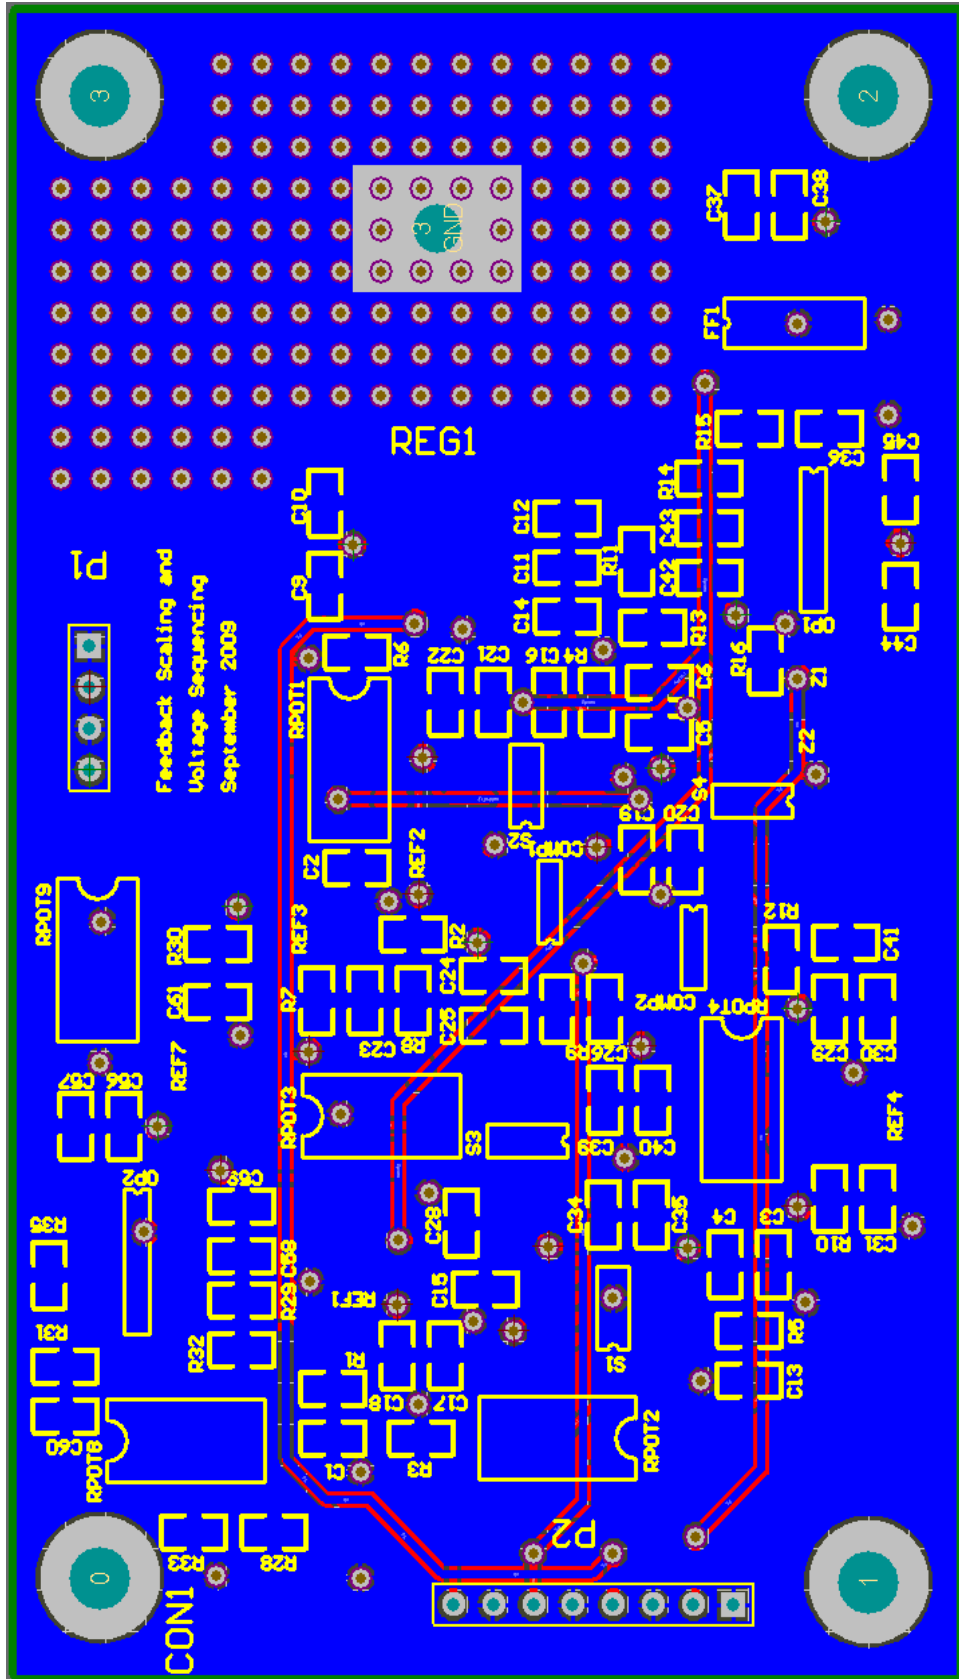 3
2
C37
C38
3
GND
FF1
R15
C36
C45
REG1
R14
C10
C12
C43
C11
R11
C42
P1
Feedback Scaling and
Voltage Sequencing
September 2009
C9
C14
R13
OP1
C44
R6
C22
C21
C16
R4
C6
R16
Z1
RPOT1
C5
Z2
S4
S2
C19
C20
COMP1
C2
REF2
RPOT9
R30
REF3
R2
R12
C41
C24
C61
R7
COMP2
RPOT4
C25
C23
R8
C26
R9
C30
REF7
C57
C56
RPOT3
S3
C39
C40
REF4
OP2
C59
C34
C35
C4
C3
R10
C31
C28
R29
REF1
C15
R5
R31
R32
R1
S1
C13
C18
C17
C60
RPOT8
C1
R3
RPOT2
R33
R28
P2
0
CON1
1